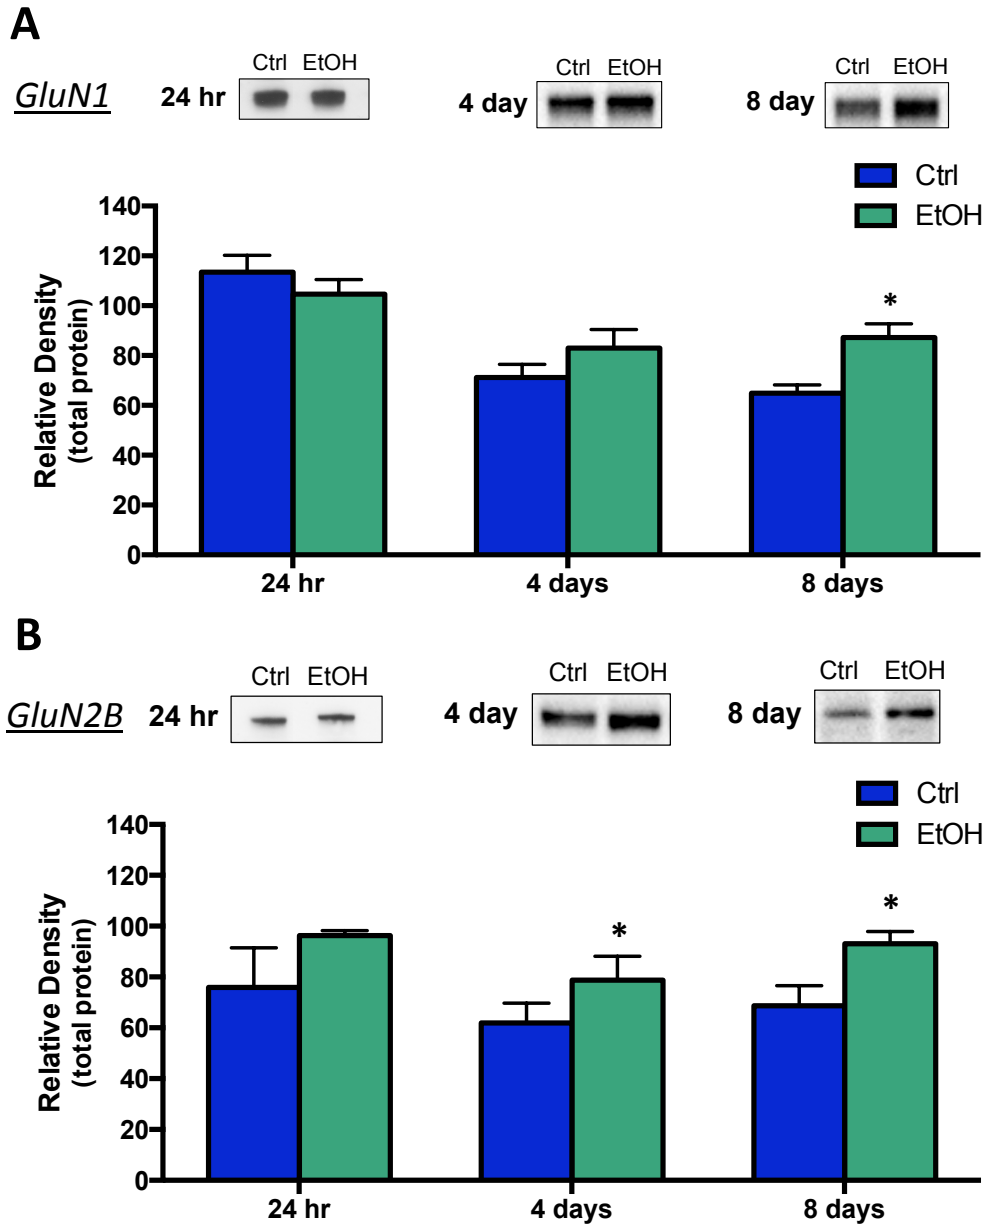 A
Ctrl EtOH
Ctrl EtOH
Ctrl EtOH
GluN1 24 hr 4 day 8 day
Ctrl
EtOH
140
120
100
80
60
40
20
0
Relative Density
(total protein)
*
24 hr 4 days 8 days
B
Ctrl EtOH
Ctrl EtOH
Ctrl EtOH
GluN2B 24 hr 4 day 8 day
Ctrl
EtOH
140
120
100
80
60
40
20
0
Relative Density
(total protein)
*
*
24 hr 4 days 8 days